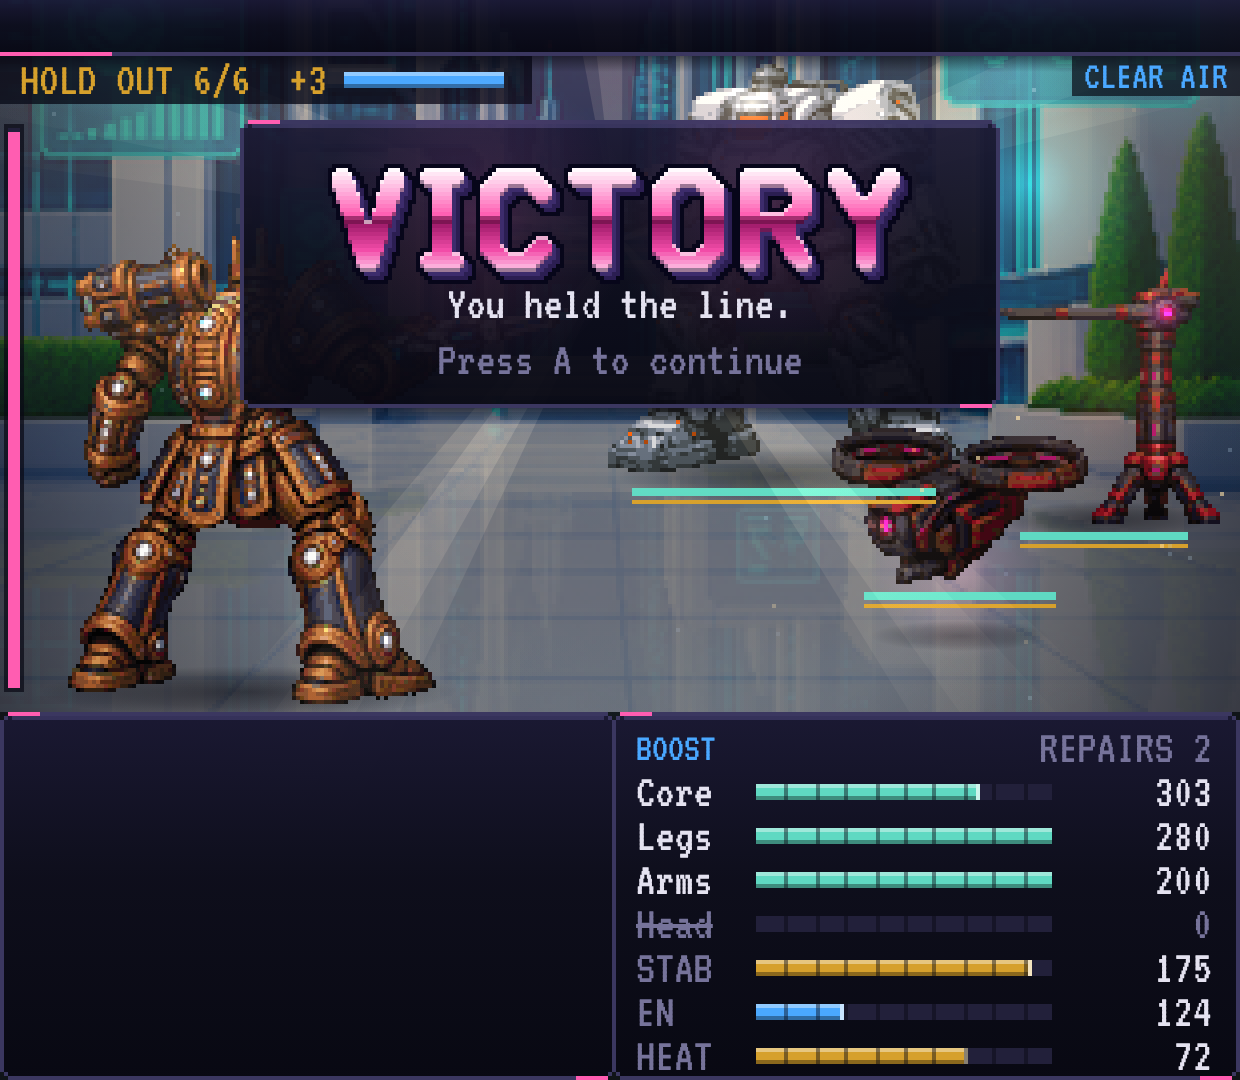 HOLD OUT 6/6 +3
CLEAR AIR
VICTORY
You held the line.
Press A to continue
BOOST REPAIRS 2
Core 303
Legs 280
Arms 200
Head 0
STAB 175
EN 124
HEAT 72